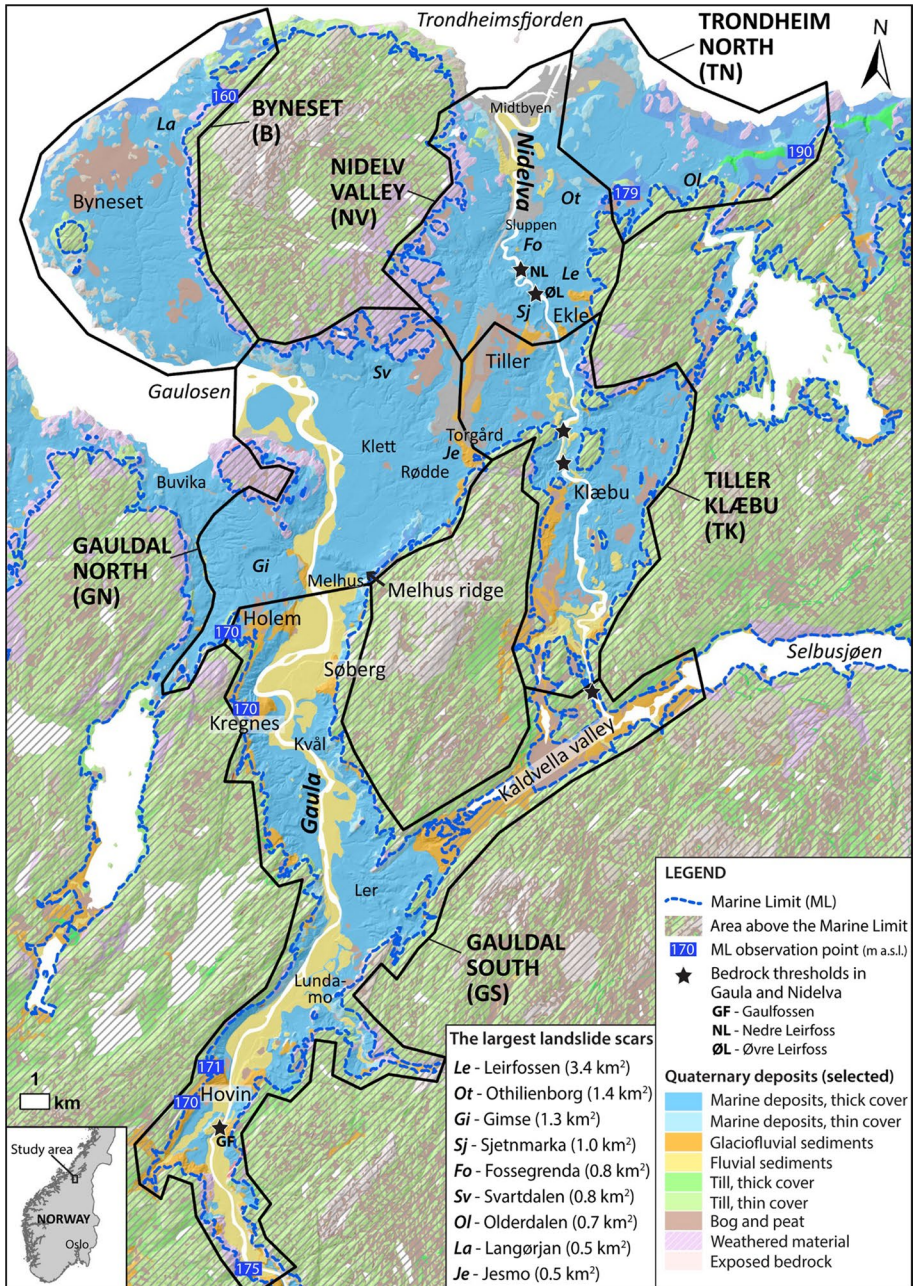 Trondheimsfjorden
TRONDHEIM
NORTH
(TN)
N
160
BYNESET
(B)
La
Midtbyen
Nidelva
190
NIDELV
VALLEY
(NV)
Ol
179
Ot
Byneset
Sluppen
Fo
NL
Le
ØL
Sj
Ekle
Tiller
Sv
Gaulosen
Klett
Torgård
Je
Rødde
Buvika
Klæbu
TILLER
KLÆBU
(TK)
GAULDAL
NORTH
(GN)
Gi
Melhus
Melhus ridge
170
Holem
Selbusjøen
Søberg
170
Kregnes
Kvål
Kaldvella valley
Gaula
Ler
GAULDAL
SOUTH
(GS)
Lunda-
mo
171
170
Hovin
GF
175
1
km
Study area
NORWAY
Oslo
The largest landslide scars
Le - Leirfossen (3.4 km²)
Ot - Othilienborg (1.4 km²)
Gi - Gimse (1.3 km²)
Sj - Sjetnmarka (1.0 km²)
Fo - Fossegrenda (0.8 km²)
Sv - Svartdalen (0.8 km²)
Ol - Olderdalen (0.7 km²)
La - Langørjan (0.5 km²)
Je - Jesmo (0.5 km²)
LEGEND
Marine Limit (ML)
Area above the Marine Limit
170 ML observation point (m a.s.l.)
Bedrock thresholds in
Gaula and Nidelva
GF - Gaulfossen
NL - Nedre Leirfoss
ØL - Øvre Leirfoss
Quaternary deposits (selected)
Marine deposits, thick cover
Marine deposits, thin cover
Glaciofluvial sediments
Fluvial sediments
Till, thick cover
Till, thin cover
Bog and peat
Weathered material
Exposed bedrock